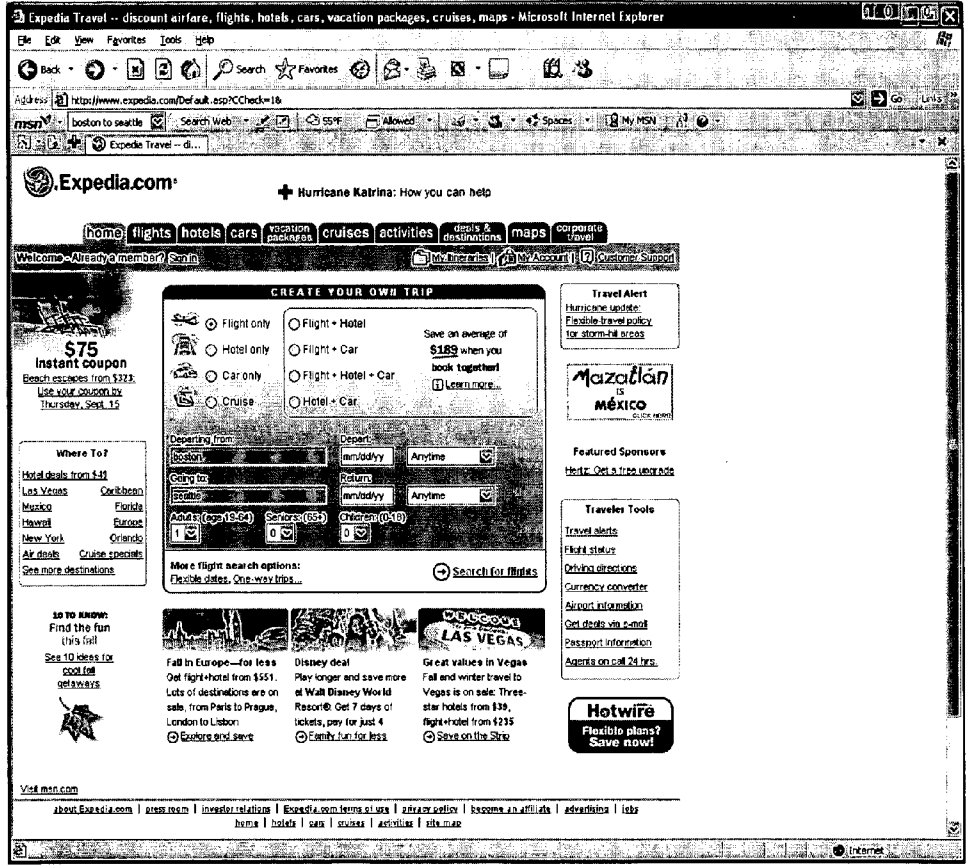 Expedia Travel -- discount airfare, flights, hotels, cars, vacation packages, cruises, maps - Microsoft Internet Explorer
File Edit View Favorites Tools Help
Back Search Favorites
Address http://www.expedia.com/Default.asp?CCheck=1& Go Links
msn boston to seattle Search Web 55°F Allowed Spaces My MSN
Expedia Travel -- di...
Expedia.com
Hurricane Katrina: How you can help
home flights hotels cars vacation packages cruises activities deals & destinations maps corporate travel
Welcome - Already a member? Sign in My Itineraries | My Account | Customer Support
$75
instant coupon
Beach escapes from $323:
Use your coupon by
Thursday, Sept. 15
Where To?
Hotel deals from $49
Las Vegas Caribbean
Mexico Florida
Hawaii Europe
New York Orlando
Air deals Cruise specials
See more destinations
10 TO KNOW:
Find the fun
this fall
See 10 ideas for
cool fall
getaways
CREATE YOUR OWN TRIP
Flight only
Hotel only
Car only
Cruise
Flight + Hotel
Flight + Car
Flight + Hotel + Car
Hotel + Car
Save an average of
$189 when you
book together!
Learn more...
Departing from: Depart:
boston mm/dd/yy Anytime
Going to: Return:
seattle mm/dd/yy Anytime
Adults: (age 19-64) Seniors: (65+) Children: (0-18)
1 0 0
More flight search options:
Flexible dates, One-way trips...
Search for flights
Fall in Europe—for less
Get flight+hotel from $551.
Lots of destinations are on
sale, from Paris to Prague,
London to Lisbon
Explore and save
Disney deal
Play longer and save more
at Walt Disney World
Resort®. Get 7 days of
tickets, pay for just 4
Family fun for less
WELCOME
LAS VEGAS
Great values in Vegas
Fall and winter travel to
Vegas is on sale: Three-
star hotels from $39,
flight+hotel from $235
Save on the Strip
Travel Alert
Hurricane update:
Flexible-travel policy
for storm-hit areas
Mazatlán
IS
MÉXICO
CLICK HERE
Featured Sponsors
Hertz: Get a free upgrade
Traveler Tools
Travel alerts
Flight status
Driving directions
Currency converter
Airport information
Get deals via e-mail
Passport information
Agents on call 24 hrs.
Hotwire
Flexible plans?
Save now!
Visit msn.com
about Expedia.com | press room | investor relations | Expedia.com terms of use | privacy policy | become an affiliate | advertising | jobs
home | hotels | cars | cruises | activities | site map
Internet